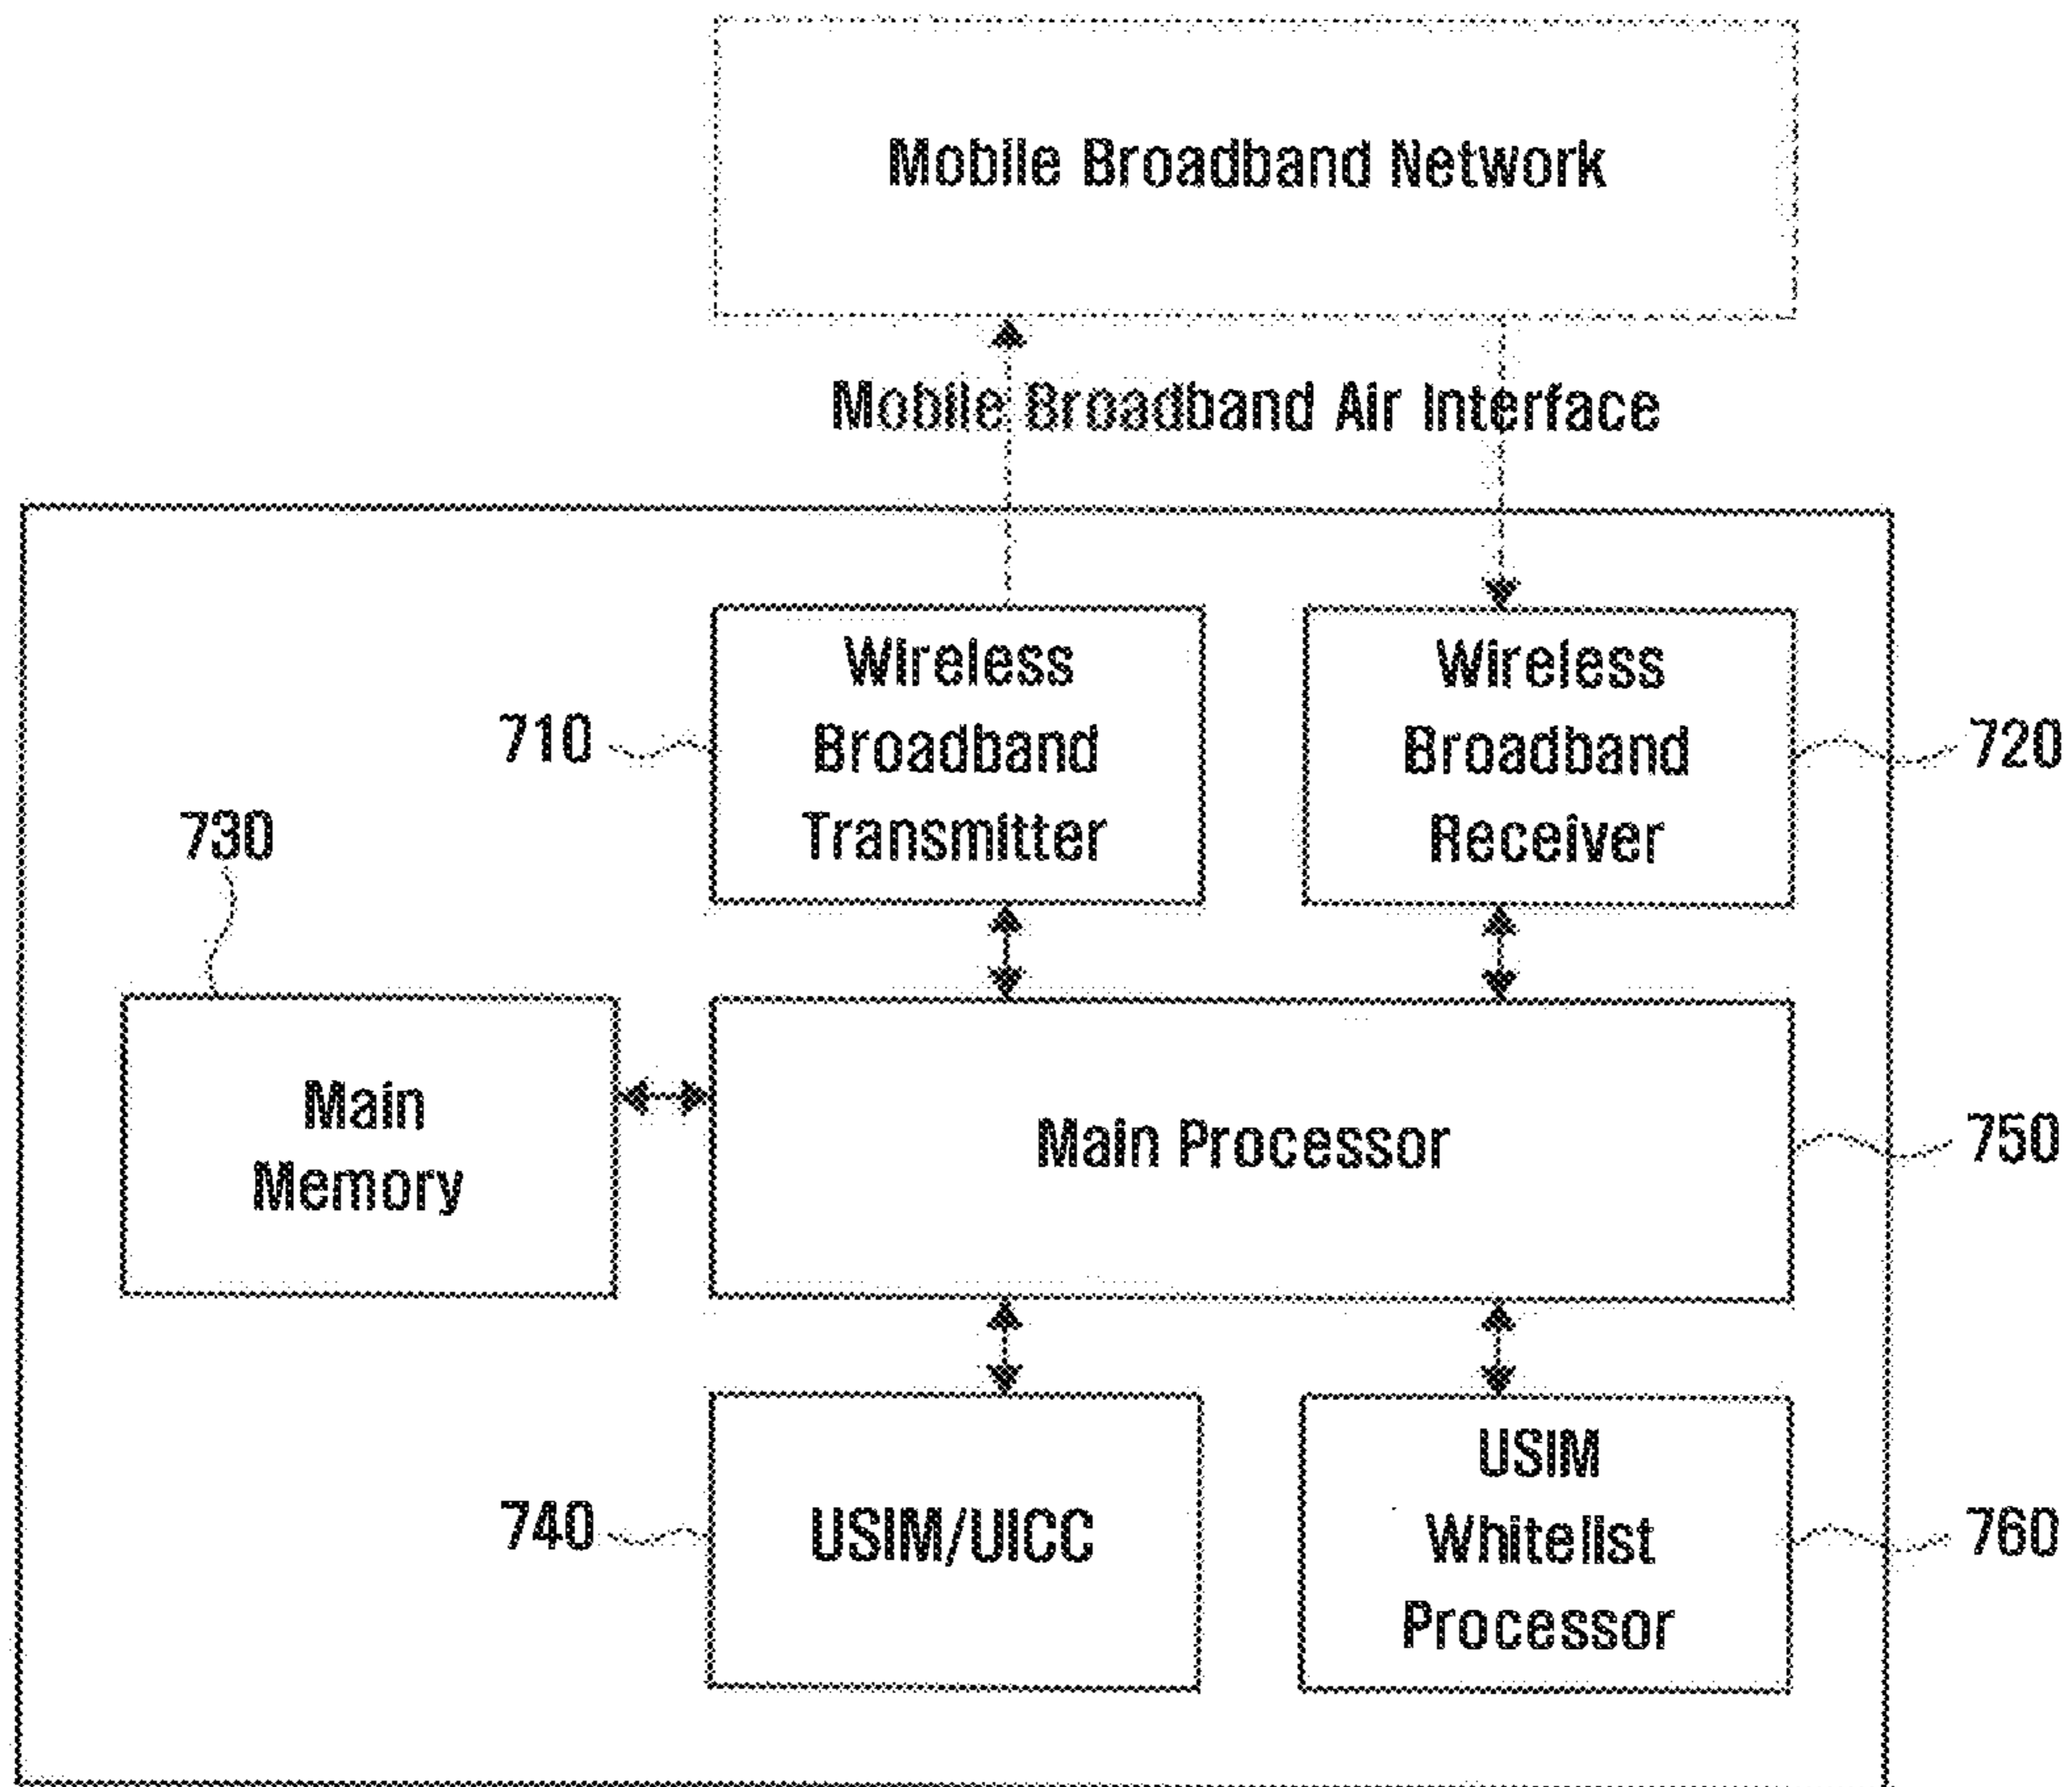 Mobile Broadband Network
Mobile Broadband Air Interface
Wireless
Broadband
Transmitter
710
Wireless
Broadband
Receiver
720
730
Main
Memory
Main Processor
750
740
USIM/UICC
USIM
Whitelist
Processor
760